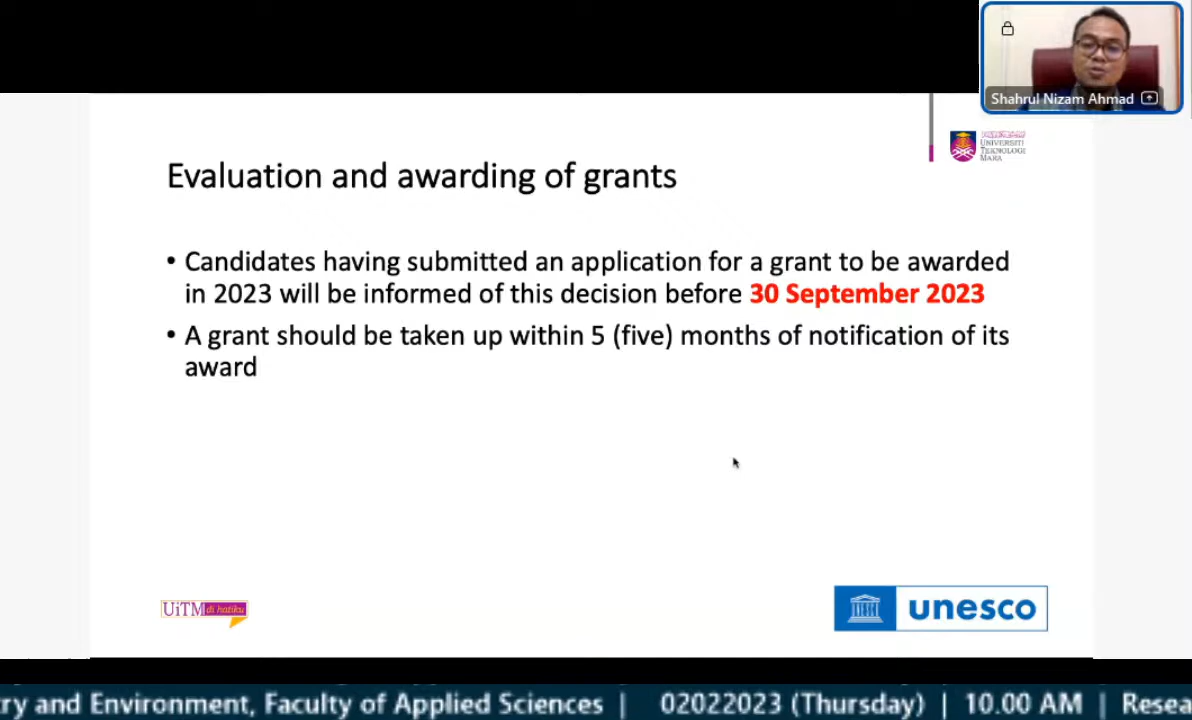 Shahrul Nizam Ahmad
UNIVERSITI
TEKNOLOGI
MARA
Evaluation and awarding of grants
• Candidates having submitted an application for a grant to be awarded
in 2023 will be informed of this decision before 30 September 2023
• A grant should be taken up within 5 (five) months of notification of its
award
UiTM di hatiku
unesco
ry and Environment, Faculty of Applied Sciences | 02022023 (Thursday) | 10.00 AM | Resea